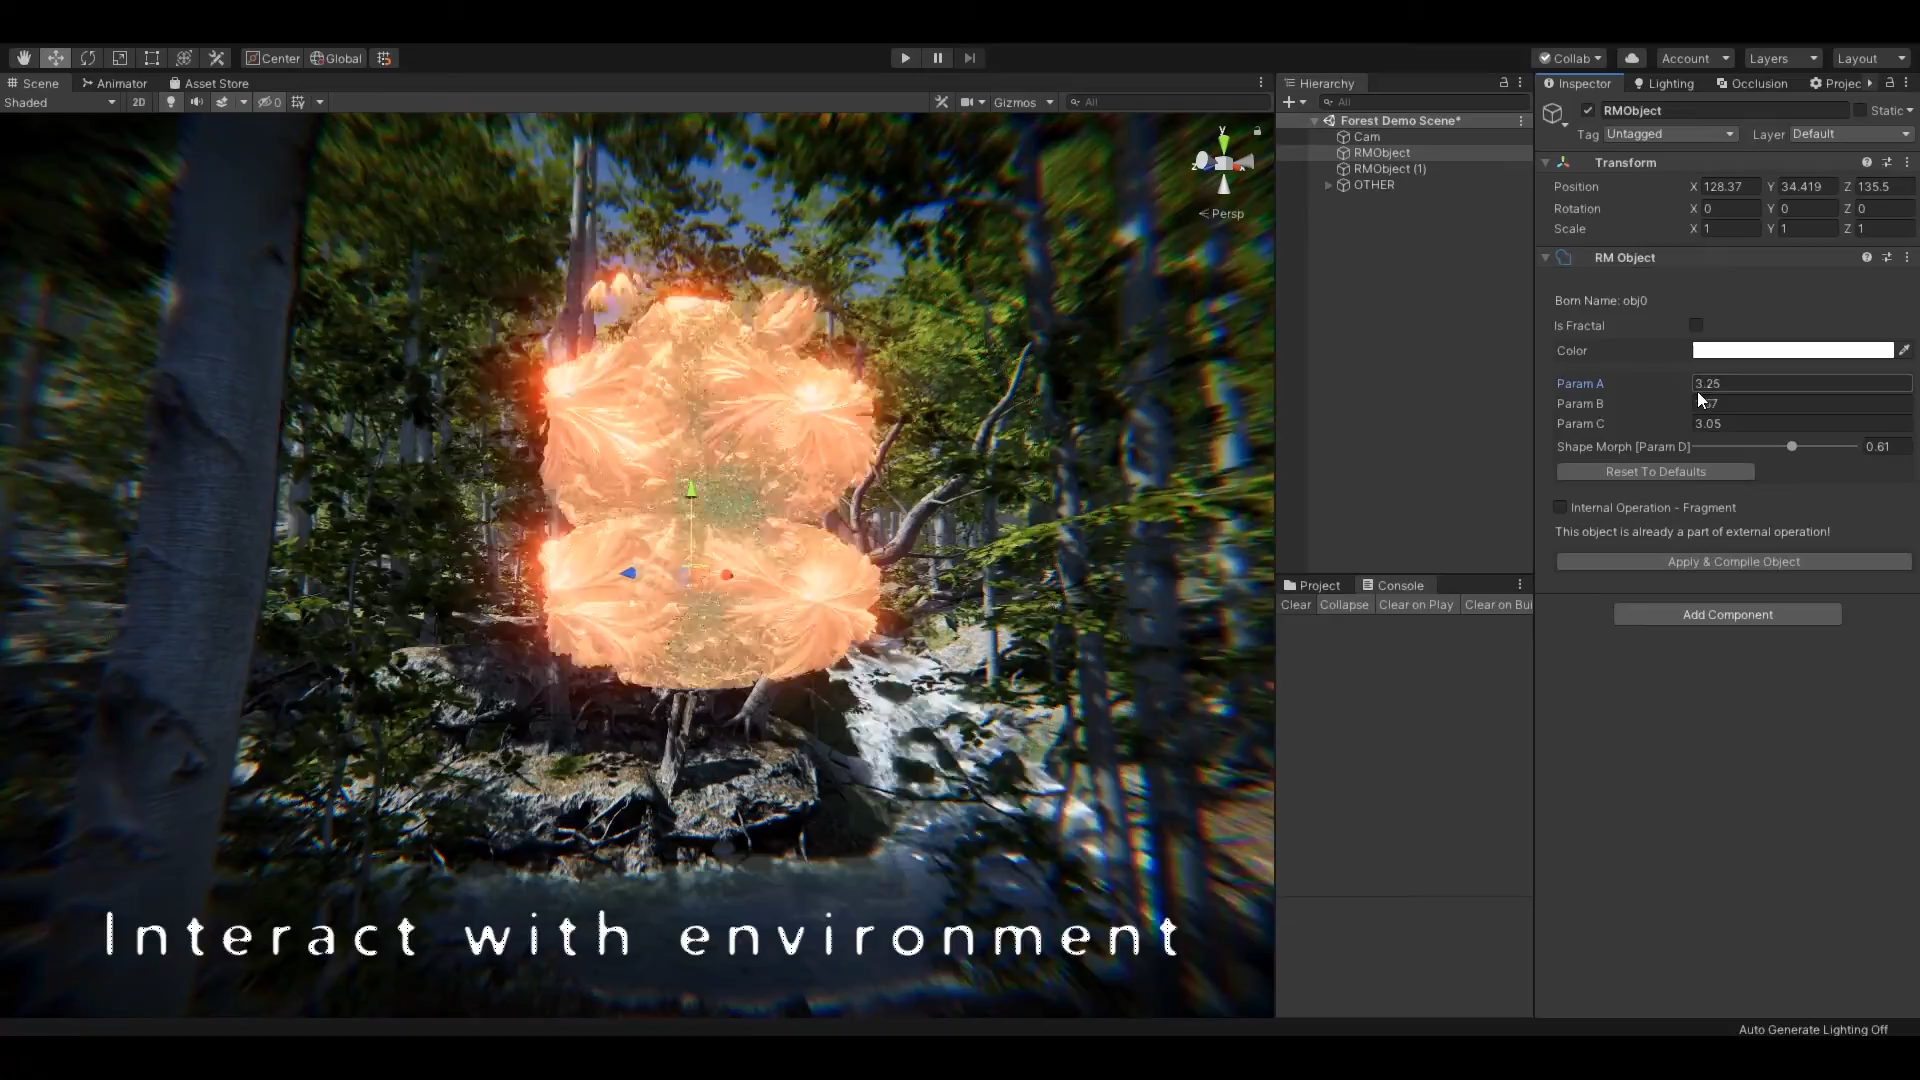 Center Global
Collab Account Layers Layout
Scene Animator Asset Store
Shaded 2D 0 Gizmos All
Persp
Interact with environment
Hierarchy
All
Forest Demo Scene*
Cam
RMObject
RMObject (1)
OTHER
Project Console
Clear Collapse Clear on Play Clear on Bui
Inspector Lighting Occlusion Projec
RMObject Static
Tag Untagged Layer Default
Transform
Position X 128.37 Y 34.419 Z 135.5
Rotation X 0 Y 0 Z 0
Scale X 1 Y 1 Z 1
RM Object
Born Name: obj0
Is Fractal
Color
Param A 3.25
Param B
Param C 3.05
Shape Morph [Param D] 0.61
Reset To Defaults
Internal Operation - Fragment
This object is already a part of external operation!
Apply & Compile Object
Add Component
Auto Generate Lighting Off